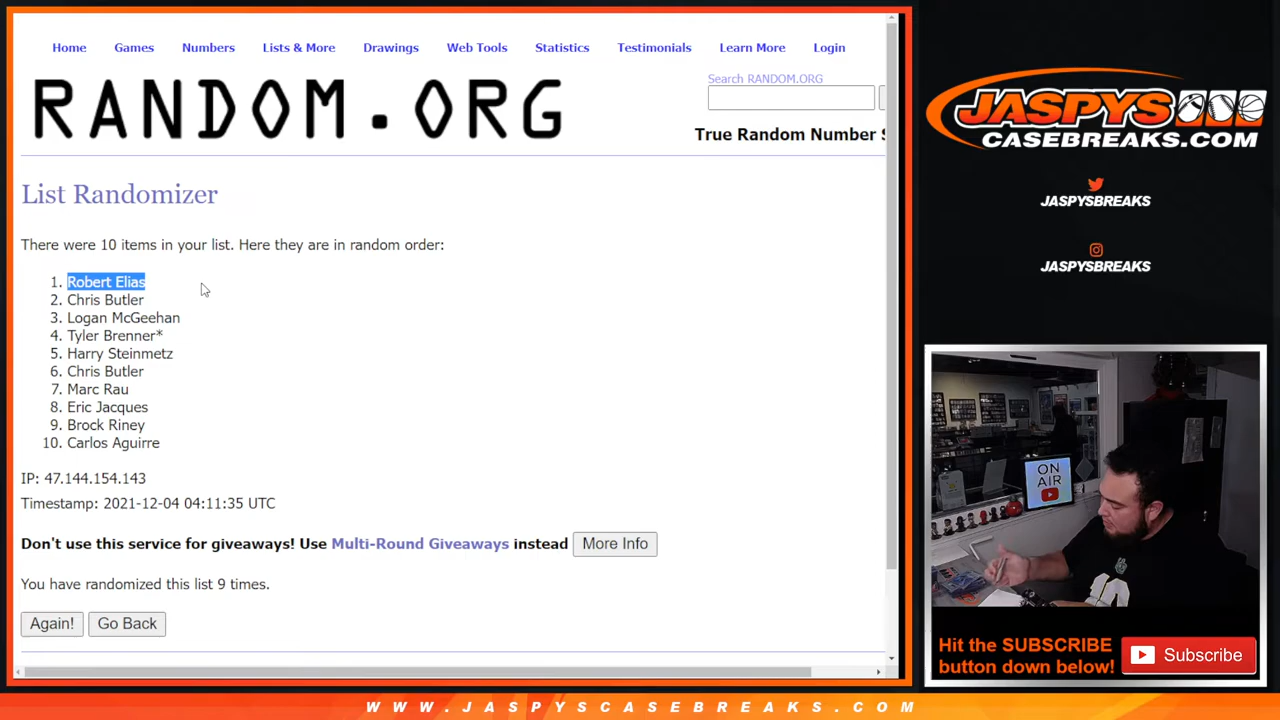 Home Games Numbers Lists & More Drawings Web Tools Statistics Testimonials Learn More Login
Search RANDOM.ORG
RANDOM.ORG
True Random Number S
List Randomizer
There were 10 items in your list. Here they are in random order:
1. Robert Elias
2. Chris Butler
3. Logan McGeehan
4. Tyler Brenner*
5. Harry Steinmetz
6. Chris Butler
7. Marc Rau
8. Eric Jacques
9. Brock Riney
10. Carlos Aguirre
IP: 47.144.154.143
Timestamp: 2021-12-04 04:11:35 UTC
Don't use this service for giveaways! Use Multi-Round Giveaways instead More Info
You have randomized this list 9 times.
Again! Go Back
JASPYS
CASEBREAKS.COM
JASPYSBREAKS
JASPYSBREAKS
ON
AIR
Hit the SUBSCRIBE
button down below!
Subscribe
WWW.JASPYSCASEBREAKS.COM